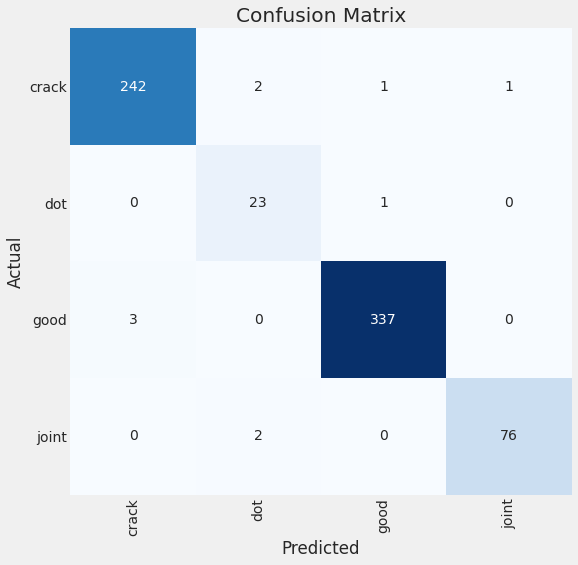 Confusion Matrix
crack 242 2 1 1
dot 0 23 1 0
good 3 0 337 0
joint 0 2 0 76
Actual
crack dot good joint
Predicted